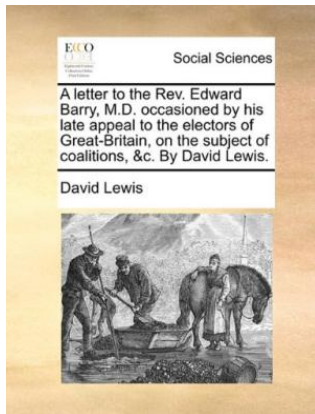 ECCO
Social Sciences
A letter to the Rev. Edward
Barry, M.D. occasioned by his
late appeal to the electors of
Great-Britain, on the subject of
coalitions, &c. By David Lewis.
David Lewis